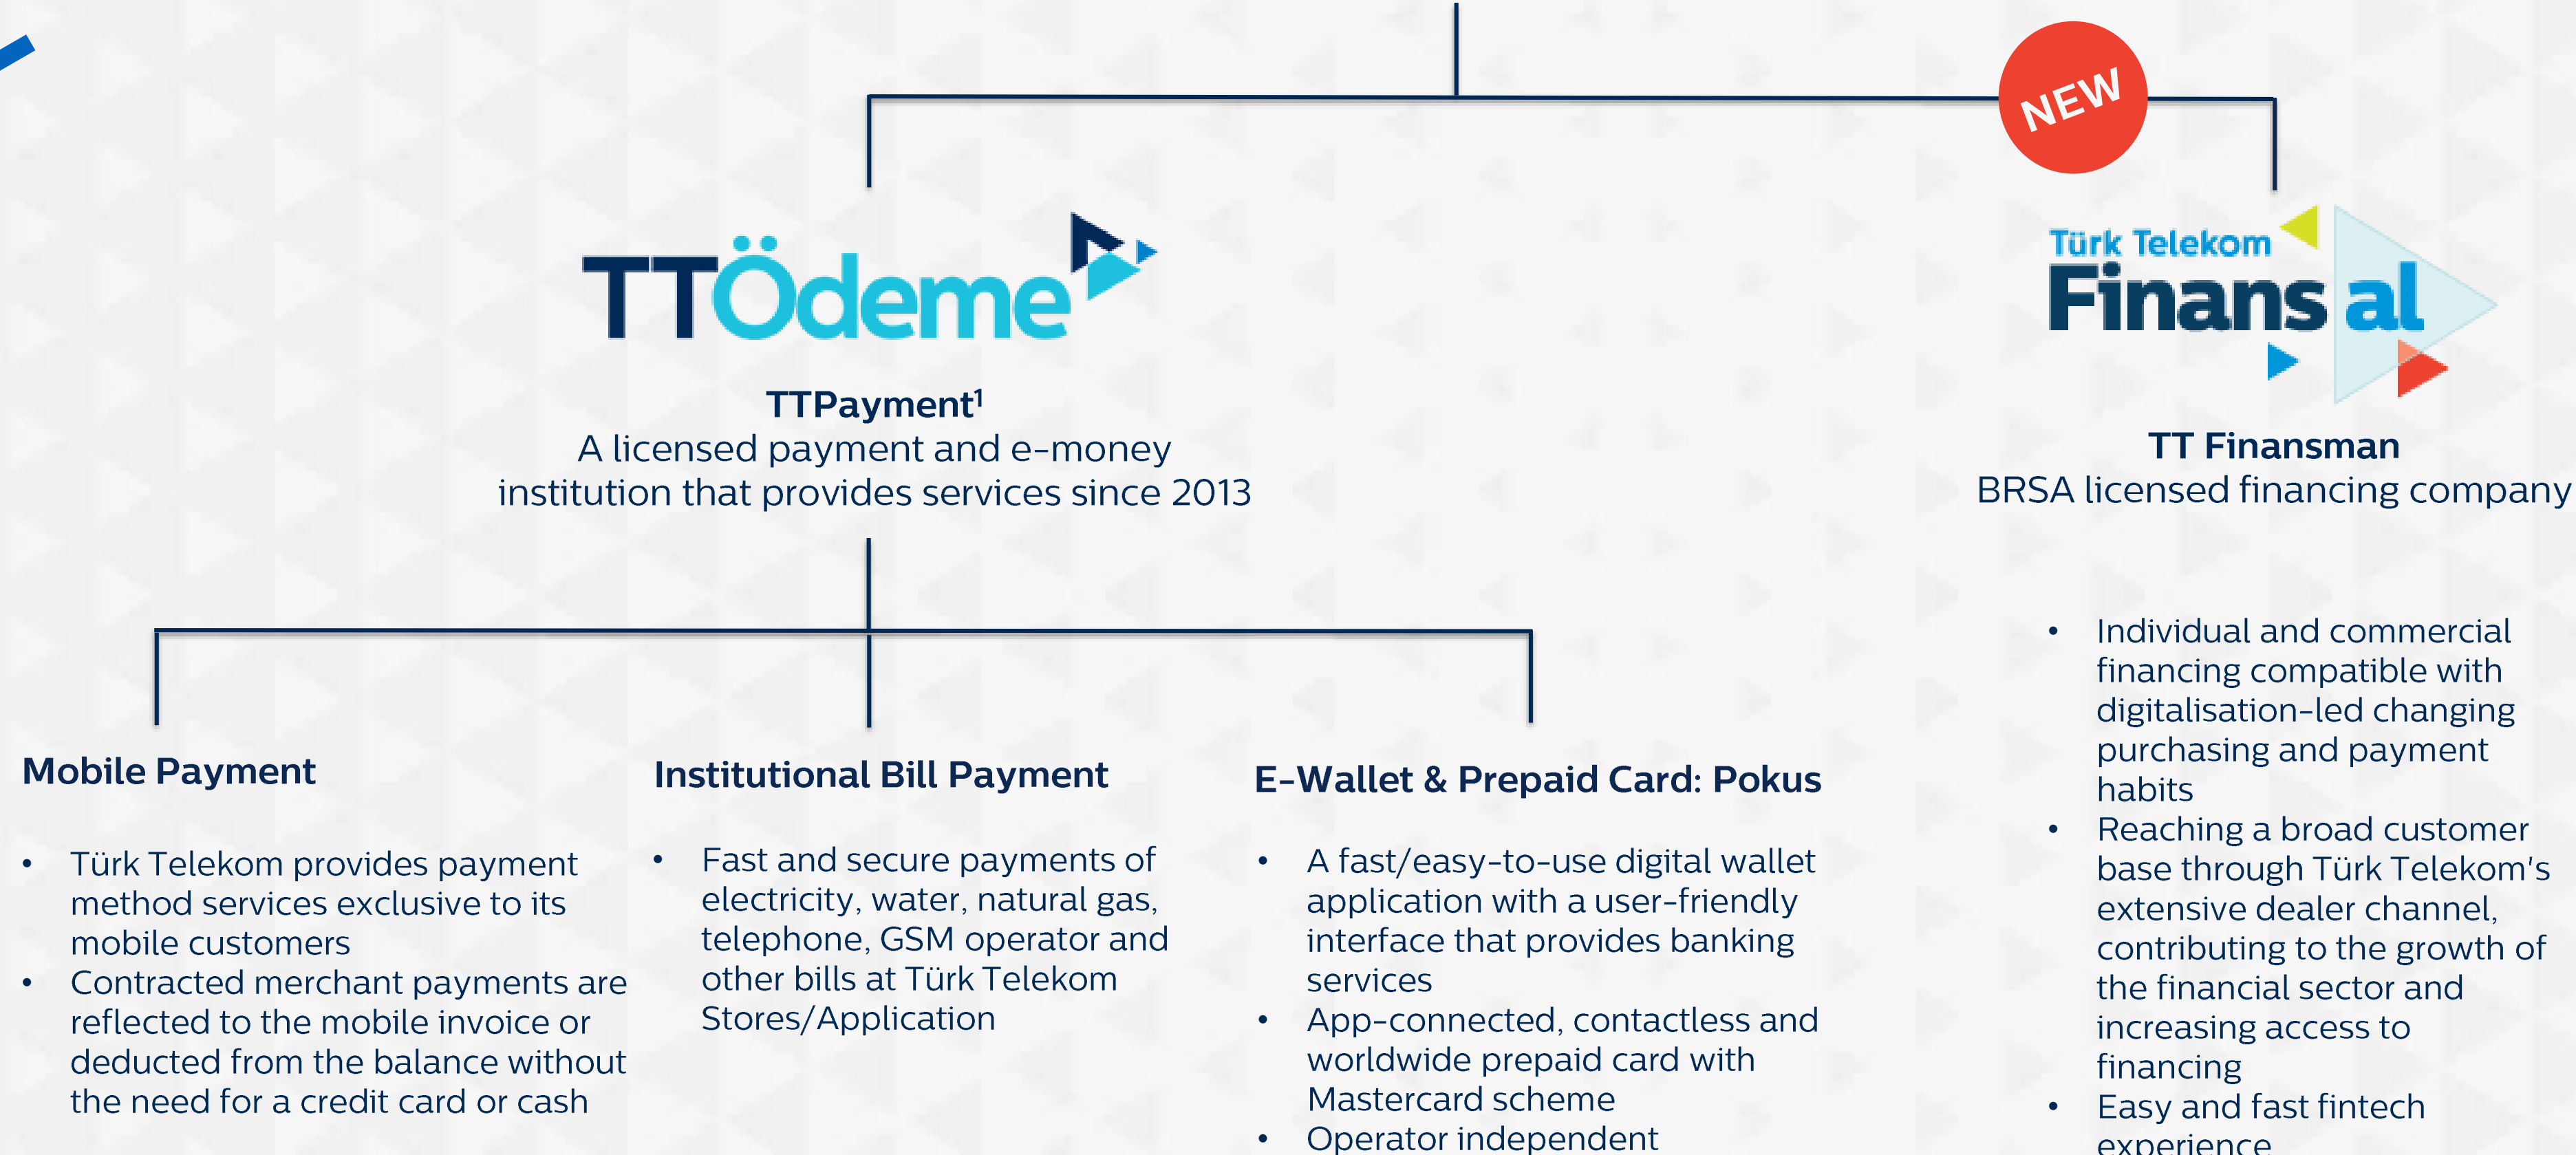 NEW
TTÖdeme
TTPayment¹
A licensed payment and e-money
institution that provides services since 2013
Türk Telekom
Finansal
TT Finansman
BRSA licensed financing company
Mobile Payment
• Türk Telekom provides payment
method services exclusive to its
mobile customers
• Contracted merchant payments are
reflected to the mobile invoice or
deducted from the balance without
the need for a credit card or cash
Institutional Bill Payment
• Fast and secure payments of
electricity, water, natural gas,
telephone, GSM operator and
other bills at Türk Telekom
Stores/Application
E-Wallet & Prepaid Card: Pokus
• A fast/easy-to-use digital wallet
application with a user-friendly
interface that provides banking
services
• App-connected, contactless and
worldwide prepaid card with
Mastercard scheme
• Operator independent
• Individual and commercial
financing compatible with
digitalisation-led changing
purchasing and payment
habits
• Reaching a broad customer
base through Türk Telekom's
extensive dealer channel,
contributing to the growth of
the financial sector and
increasing access to
financing
• Easy and fast fintech
experience